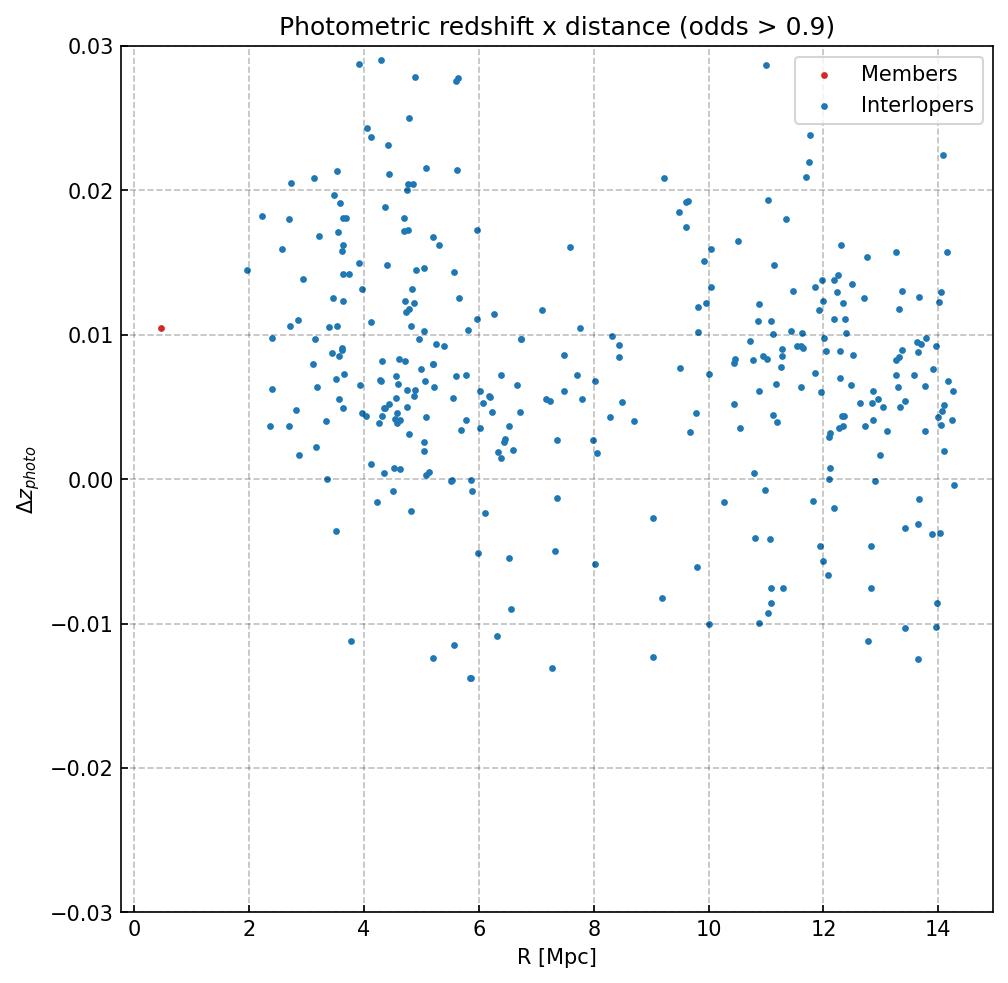 Photometric redshift x distance (odds > 0.9)
Members
Interlopers
0.03
0.02
0.01
0.00
−0.01
−0.02
−0.03
Δz_photo
0 2 4 6 8 10 12 14
R [Mpc]